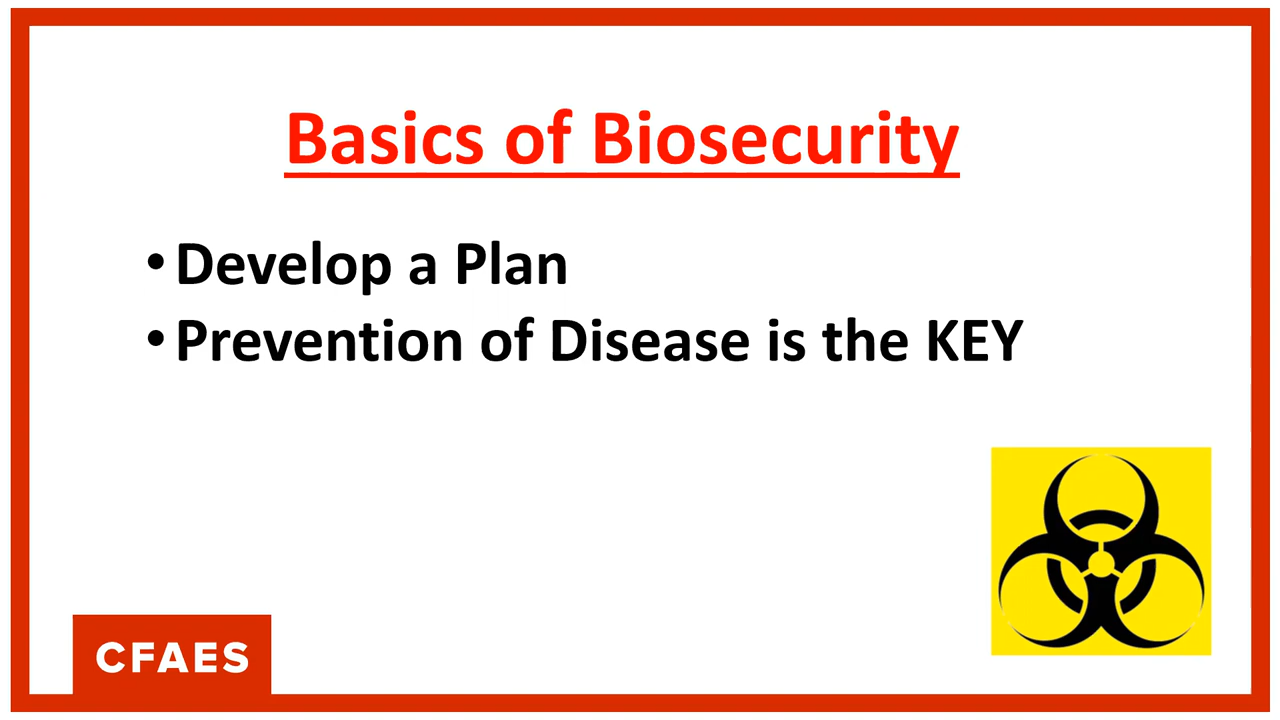 Basics of Biosecurity
• Develop a Plan
• Prevention of Disease is the KEY
CFAES